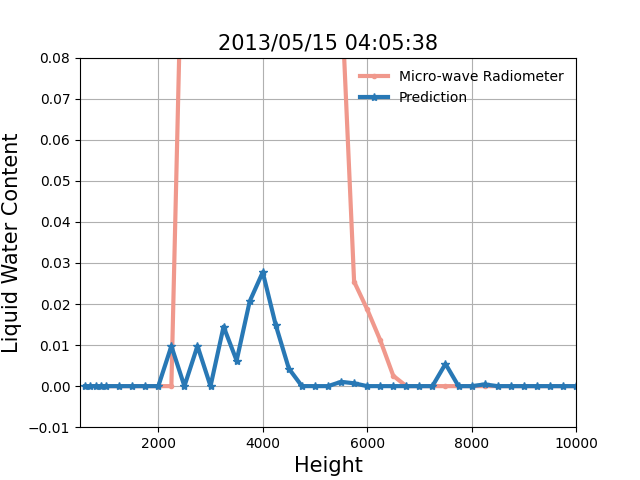 2013/05/15 04:05:38
Liquid Water Content
0.08
0.07
0.06
0.05
0.04
0.03
0.02
0.01
0.00
−0.01
Micro-wave Radiometer
Prediction
2000 4000 6000 8000 10000
Height